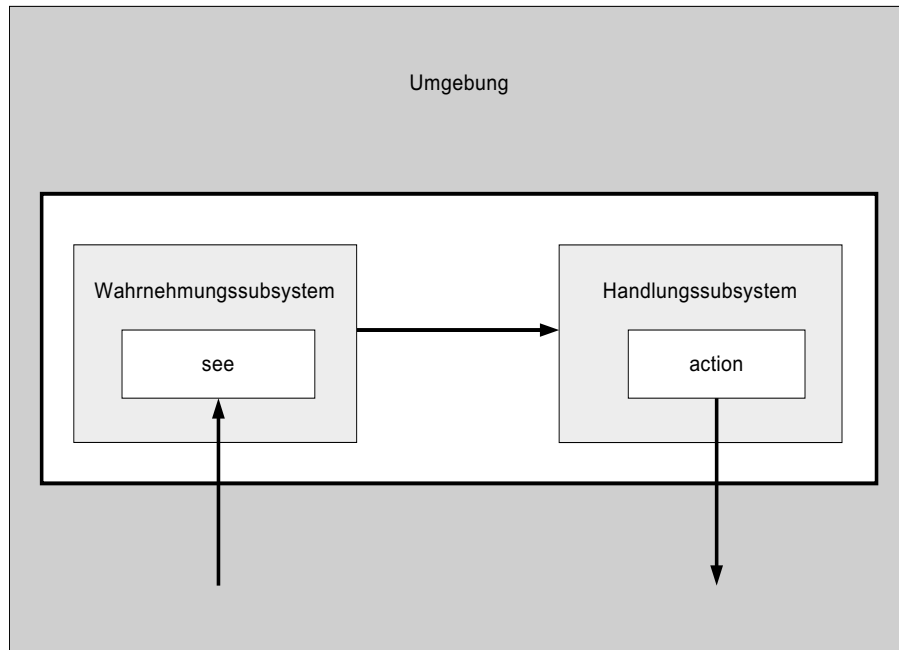 Umgebung
Wahrnehmungssubsystem
see
Handlungssubsystem
action